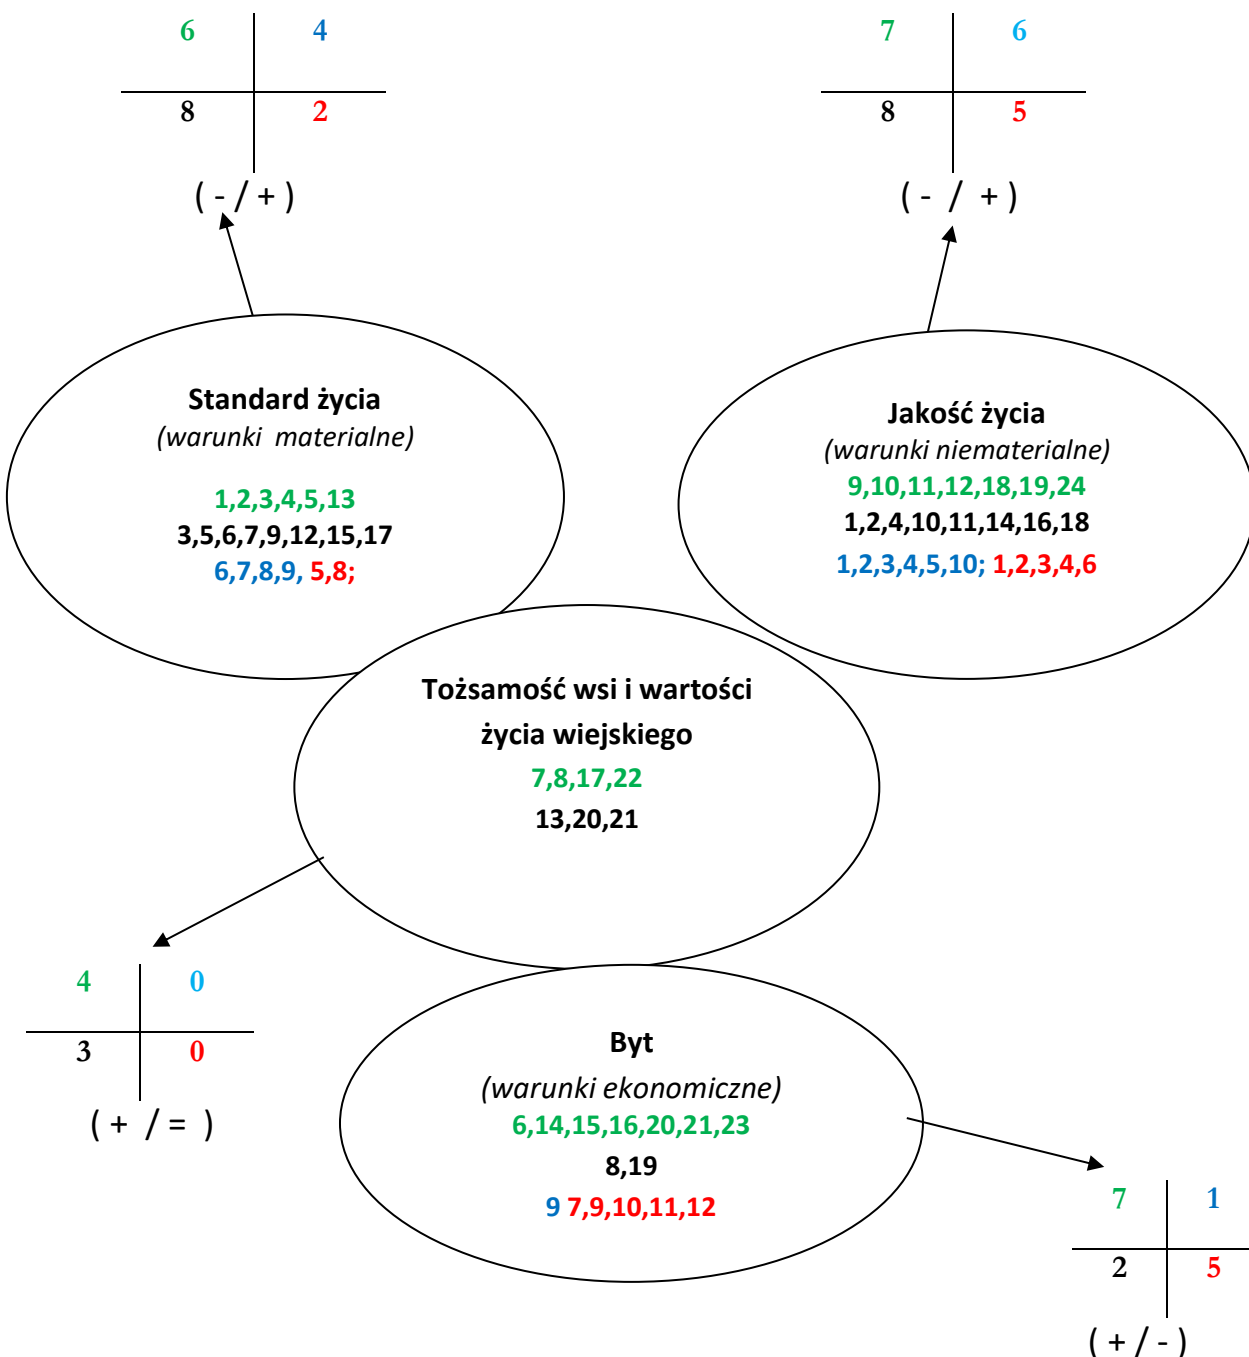 6 4
8 2
( - / + )
7 6
8 5
( - / + )
Standard życia
(warunki materialne)
1,2,3,4,5,13
3,5,6,7,9,12,15,17
6,7,8,9, 5,8;
Jakość życia
(warunki niematerialne)
9,10,11,12,18,19,24
1,2,4,10,11,14,16,18
1,2,3,4,5,10; 1,2,3,4,6
Tożsamość wsi i wartości
życia wiejskiego
7,8,17,22
13,20,21
4 0
3 0
( + / = )
Byt
(warunki ekonomiczne)
6,14,15,16,20,21,23
8,19
9 7,9,10,11,12
7 1
2 5
( + / - )